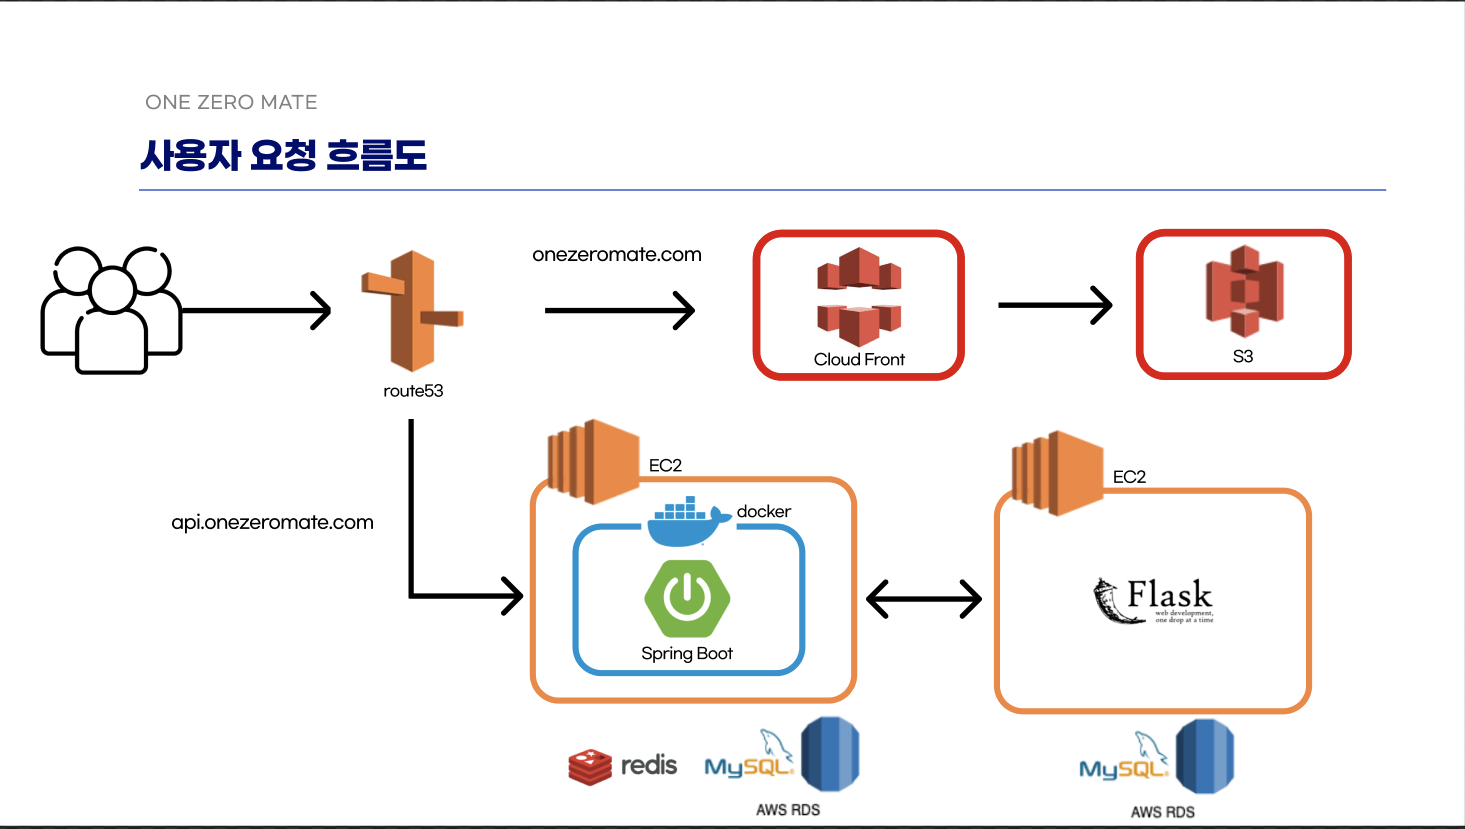 ONE ZERO MATE
사용자 요청 흐름도
onezeromate.com
Cloud Front
S3
route53
api.onezeromate.com
EC2
docker
Spring Boot
EC2
Flask
web development,
one drop at a time
redis
MySQL
AWS RDS
MySQL
AWS RDS